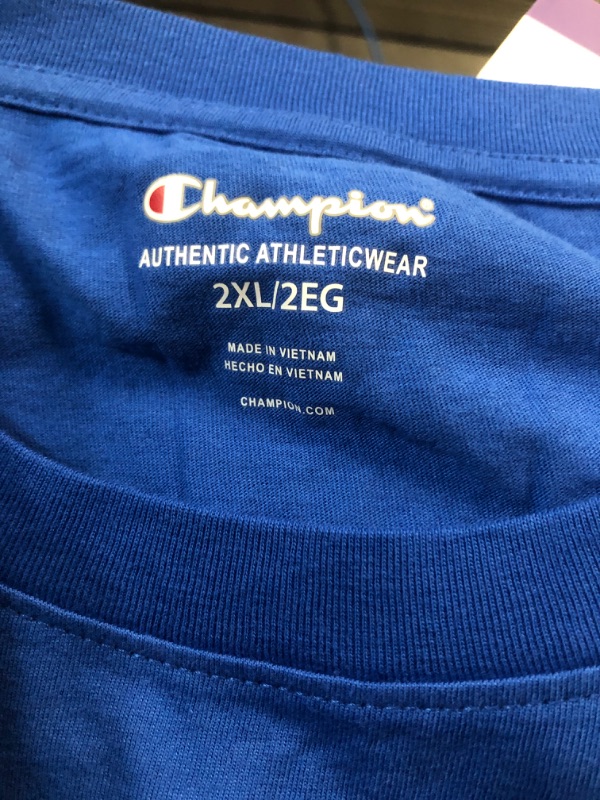 Champion
AUTHENTIC ATHLETICWEAR
2XL/2EG
MADE IN VIETNAM
HECHO EN VIETNAM
CHAMPION.COM